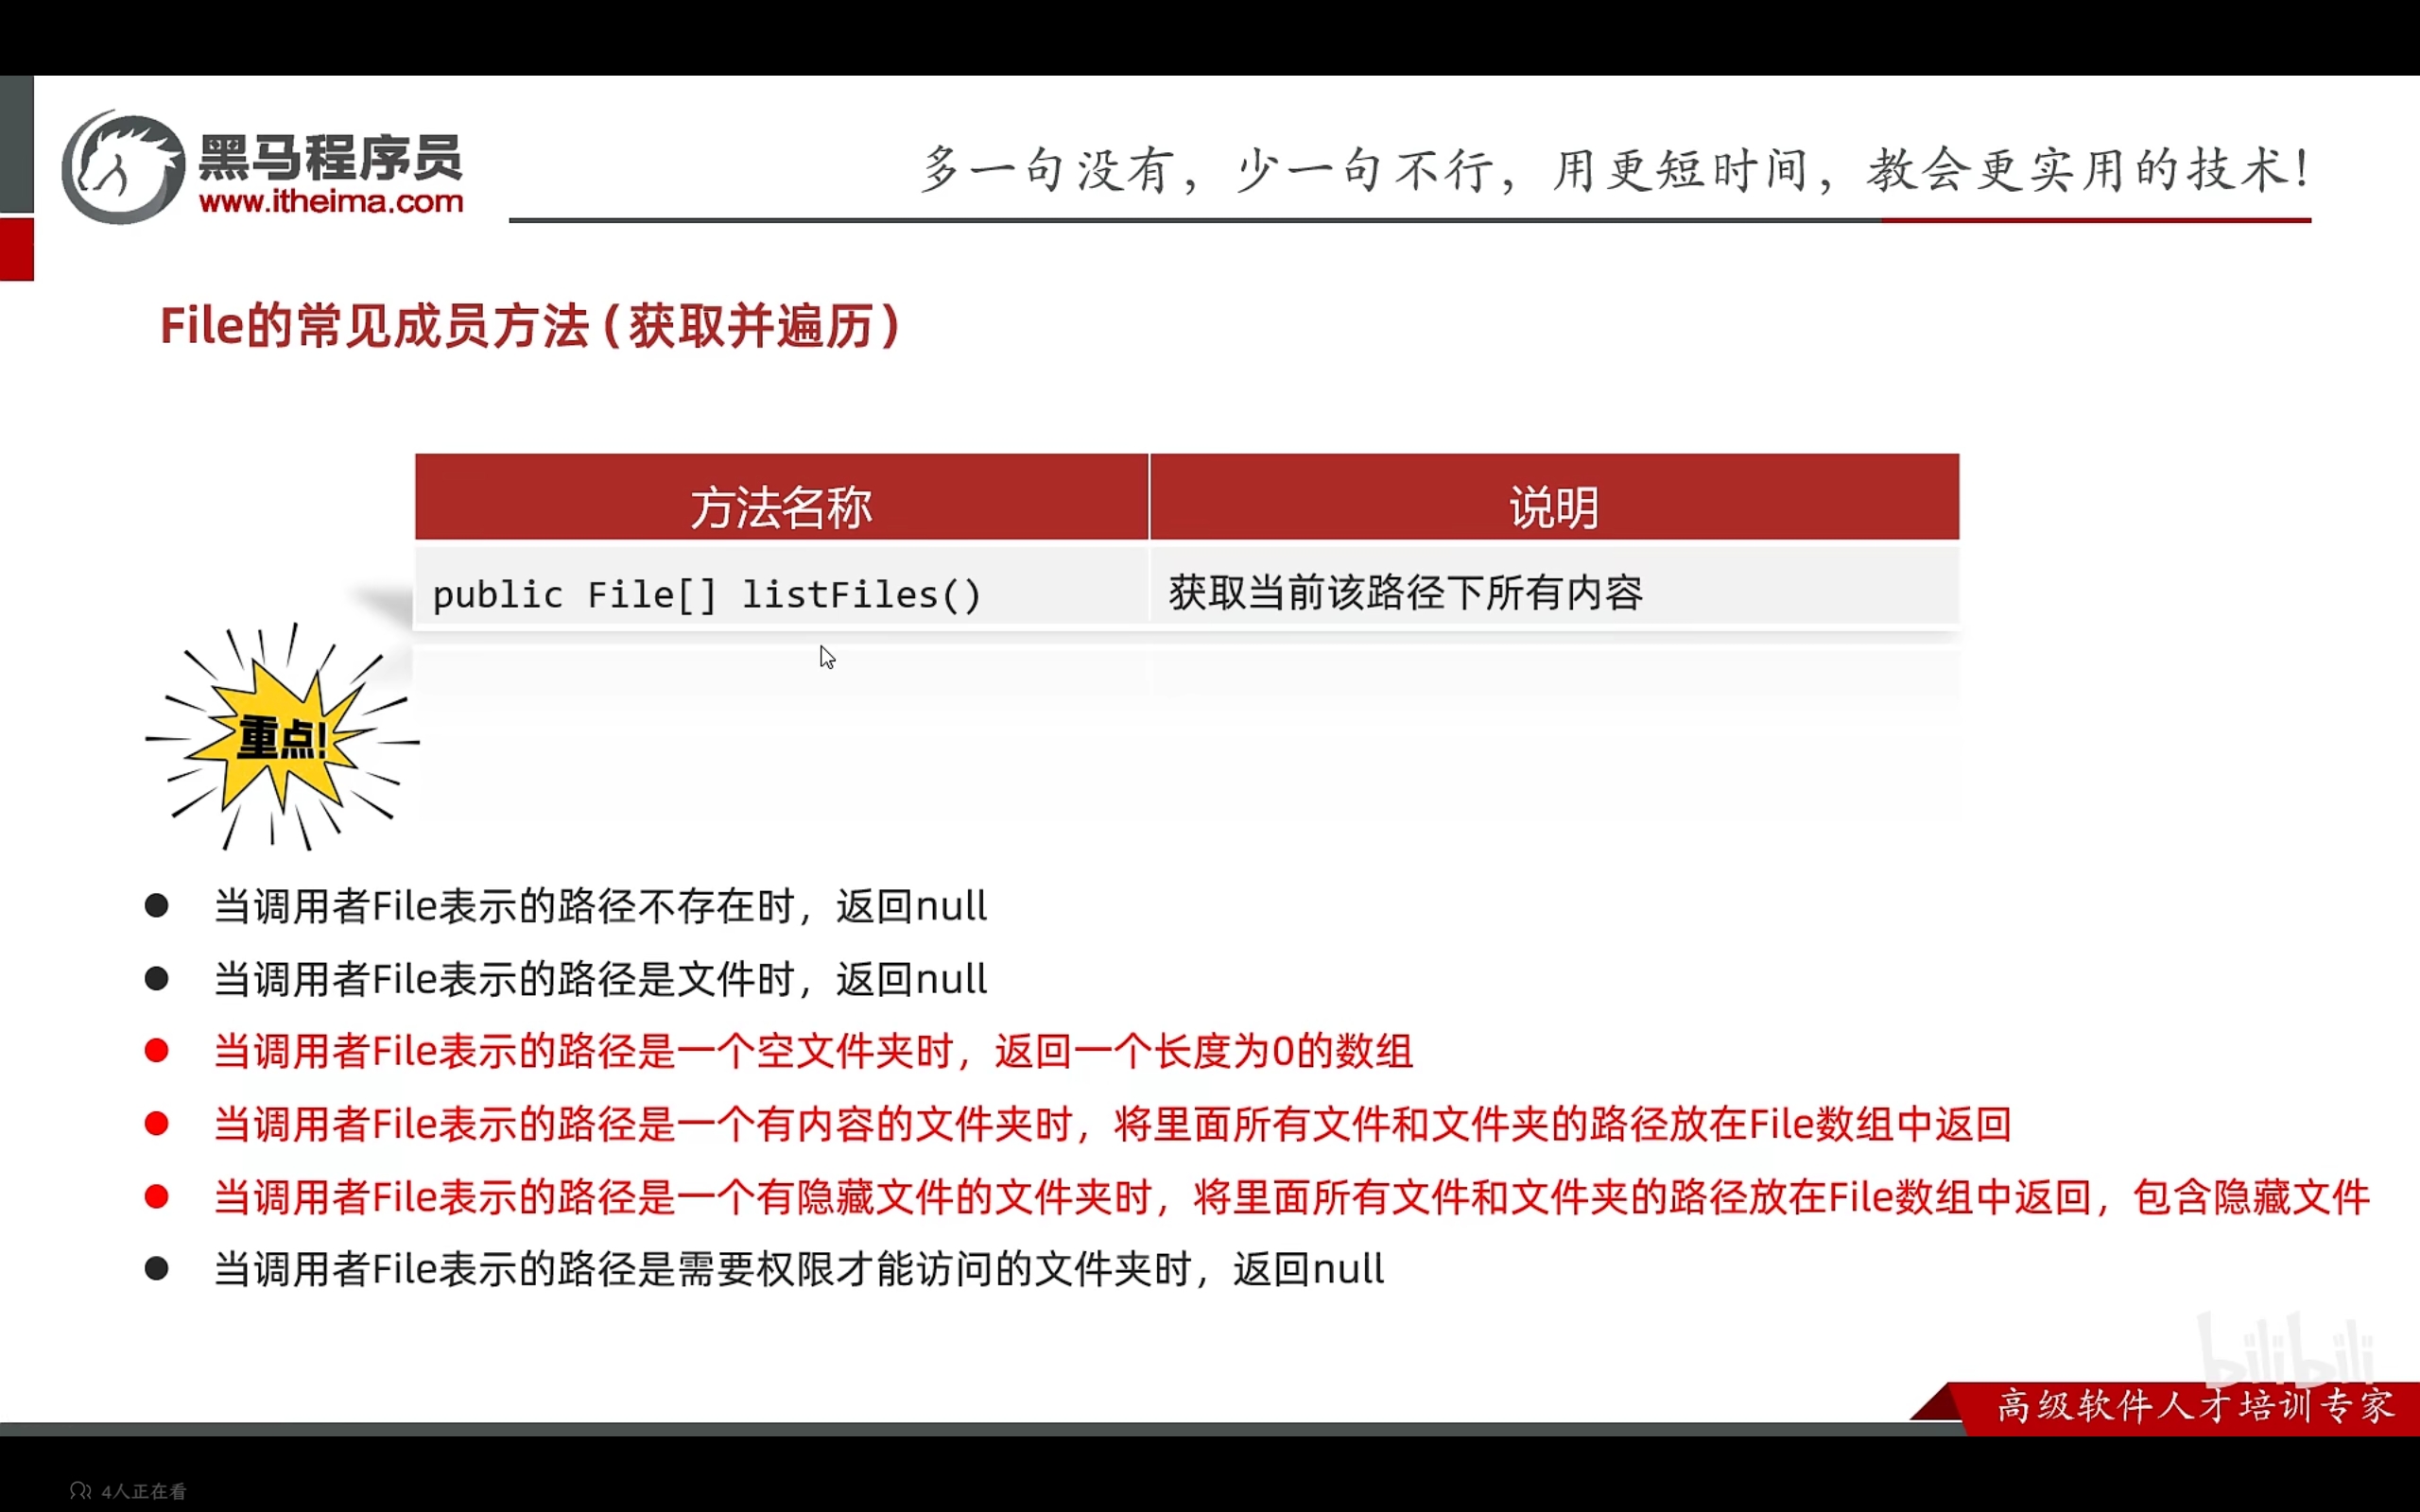 黑马程序员
www.itheima.com
多一句没有，少一句不行，用更短时间，教会更实用的技术！
File的常见成员方法（获取并遍历）
方法名称 说明
public File[] listFiles() 获取当前该路径下所有内容
重点！
● 当调用者File表示的路径不存在时，返回null
● 当调用者File表示的路径是文件时，返回null
● 当调用者File表示的路径是一个空文件夹时，返回一个长度为0的数组
● 当调用者File表示的路径是一个有内容的文件夹时，将里面所有文件和文件夹的路径放在File数组中返回
● 当调用者File表示的路径是一个有隐藏文件的文件夹时，将里面所有文件和文件夹的路径放在File数组中返回，包含隐藏文件
● 当调用者File表示的路径是需要权限才能访问的文件夹时，返回null
bilibili
高级软件人才培训专家
4人正在看